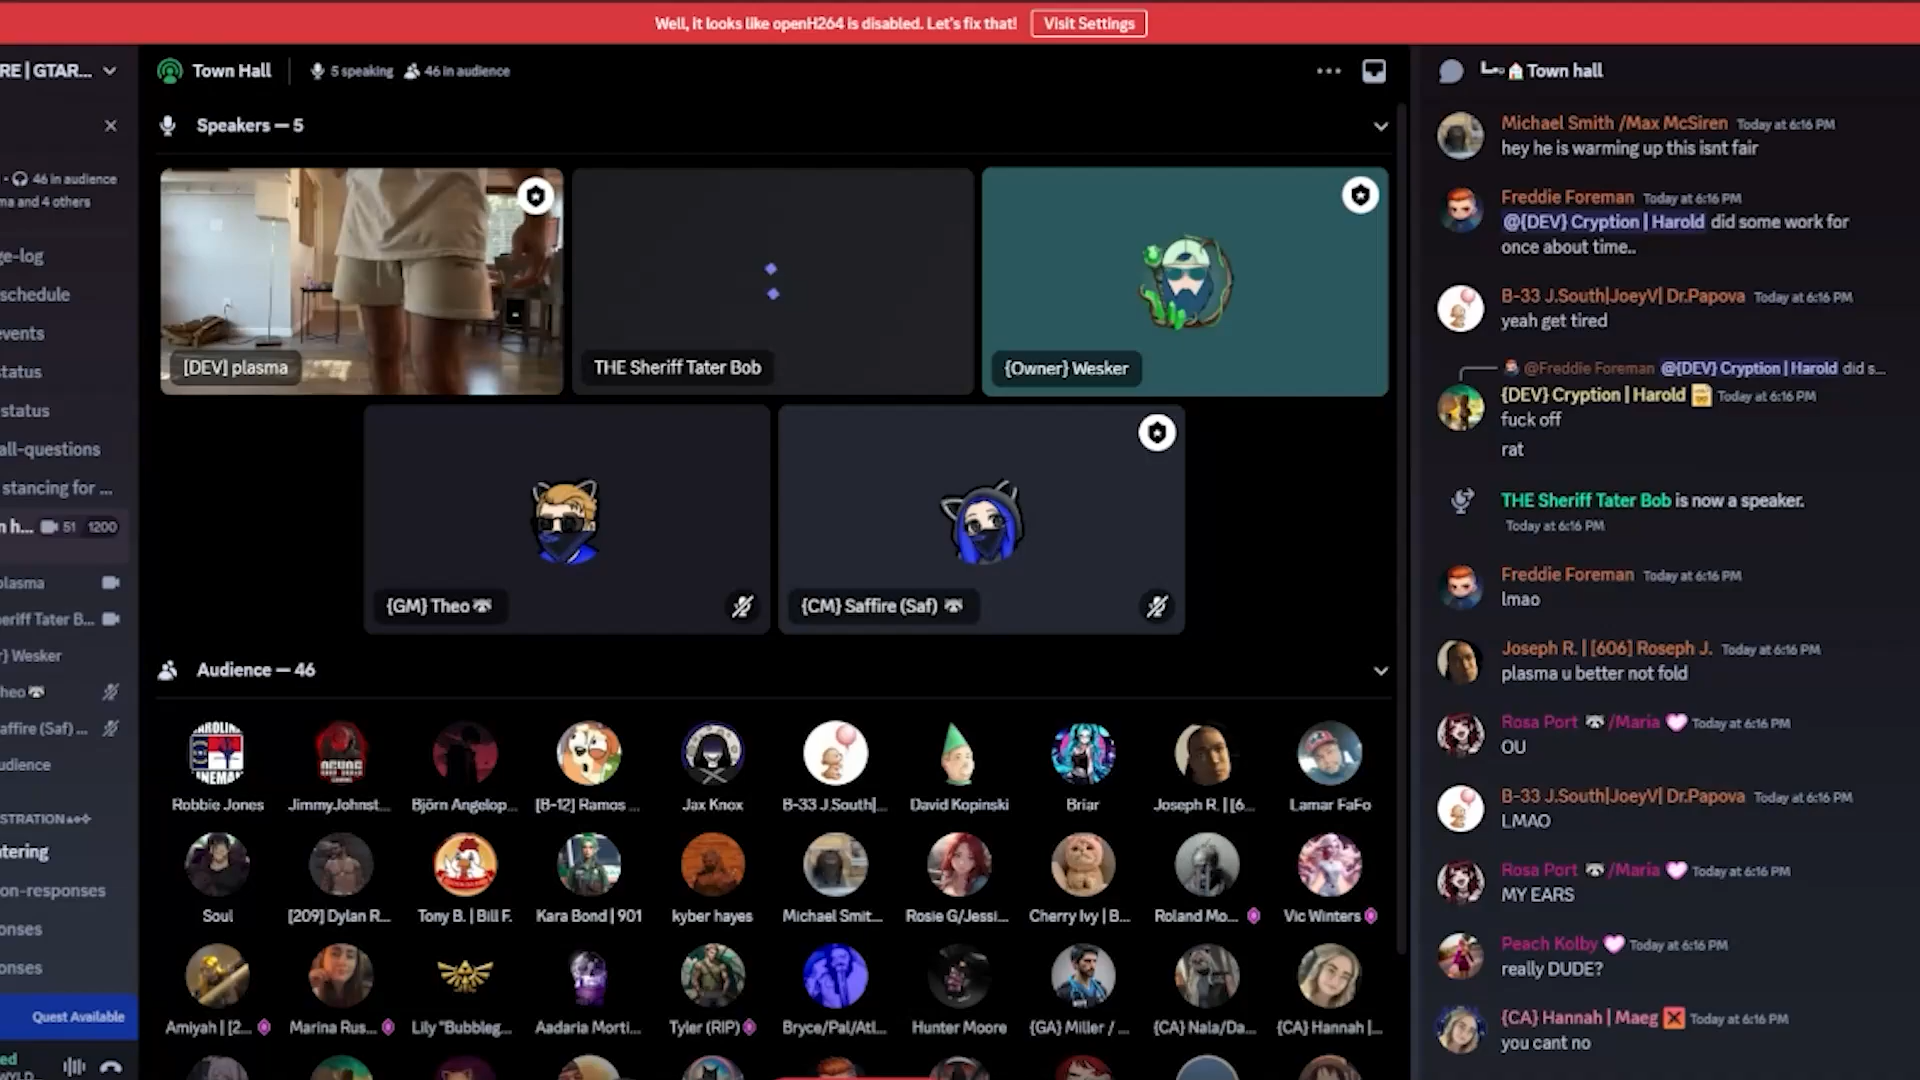 Well, it looks like openH264 is disabled. Let's fix that!
Visit Settings
RE | GTAR...
46 in audience
ma and 4 others
ge-log
schedule
events
status
status
all-questions
stancing for ...
n h...
51
1200
plasma
eriff Tater B...
r} Wesker
heo
affire (Saf) ...
udience
STRATION
tering
on-responses
onses
onses
Quest Available
Town Hall
5 speaking
46 in audience
Speakers — 5
[DEV] plasma
THE Sheriff Tater Bob
{Owner} Wesker
{GM} Theo
{CM} Saffire (Saf)
Audience — 46
Robbie Jones
JimmyJohnst...
Björn Angelop...
[B-12] Ramos ...
Jax Knox
B-33 J.South|...
David Kopinski
Briar
Joseph R. | [6...
Lamar FaFo
Soul
[209] Dylan R...
Tony B. | Bill F.
Kara Bond | 901
kyber hayes
Michael Smit...
Rosie G/Jessi...
Cherry Ivy | B...
Roland Mo...
Vic Winters
Amiyah | [2...
Marina Rus...
Lily "Bubbleg...
Aadaria Morti...
Tyler (RIP)
Bryce/Pal/Atl...
Hunter Moore
{GA} Miller / ...
{CA} Nala/Da...
{CA} Hannah |...
Town hall
Michael Smith /Max McSiren Today at 6:16 PM
hey he is warming up this isnt fair
Freddie Foreman Today at 6:16 PM
@{DEV} Cryption | Harold did some work for
once about time..
B-33 J.South|JoeyV| Dr.Papova Today at 6:16 PM
yeah get tired
@Freddie Foreman @{DEV} Cryption | Harold did s...
{DEV} Cryption | Harold Today at 6:16 PM
fuck off
rat
THE Sheriff Tater Bob is now a speaker.
Today at 6:16 PM
Freddie Foreman Today at 6:16 PM
lmao
Joseph R. | [606] Roseph J. Today at 6:16 PM
plasma u better not fold
Rosa Port /Maria Today at 6:16 PM
OU
B-33 J.South|JoeyV| Dr.Papova Today at 6:16 PM
LMAO
Rosa Port /Maria Today at 6:16 PM
MY EARS
Peach Kolby Today at 6:16 PM
really DUDE?
{CA} Hannah | Maeg Today at 6:16 PM
you cant no